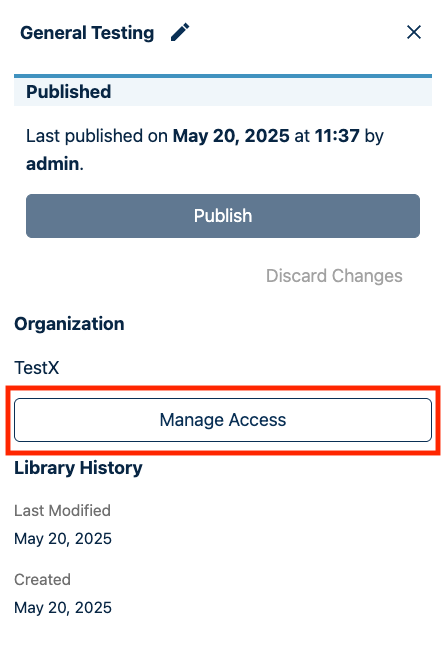 General Testing
Published
Last published on May 20, 2025 at 11:37 by
admin.
Publish
Discard Changes
Organization
TestX
Manage Access
Library History
Last Modified
May 20, 2025
Created
May 20, 2025